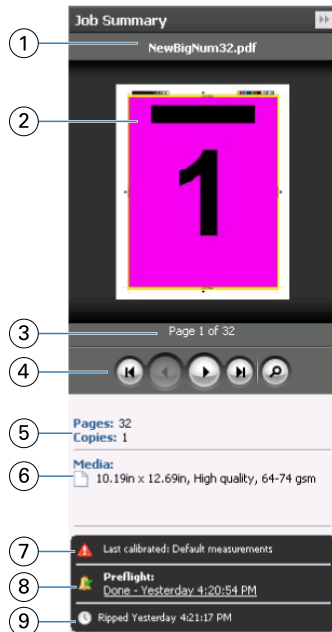 Job Summary
1
NewBigNum32.pdf
2
1
3
Page 1 of 32
4
5
Pages: 32
Copies: 1
6
Media:
10.19in x 12.69in, High quality, 64-74 gsm
7
Last calibrated: Default measurements
8
Preflight:
Done - Yesterday 4:20:54 PM
9
Ripped Yesterday 4:21:17 PM